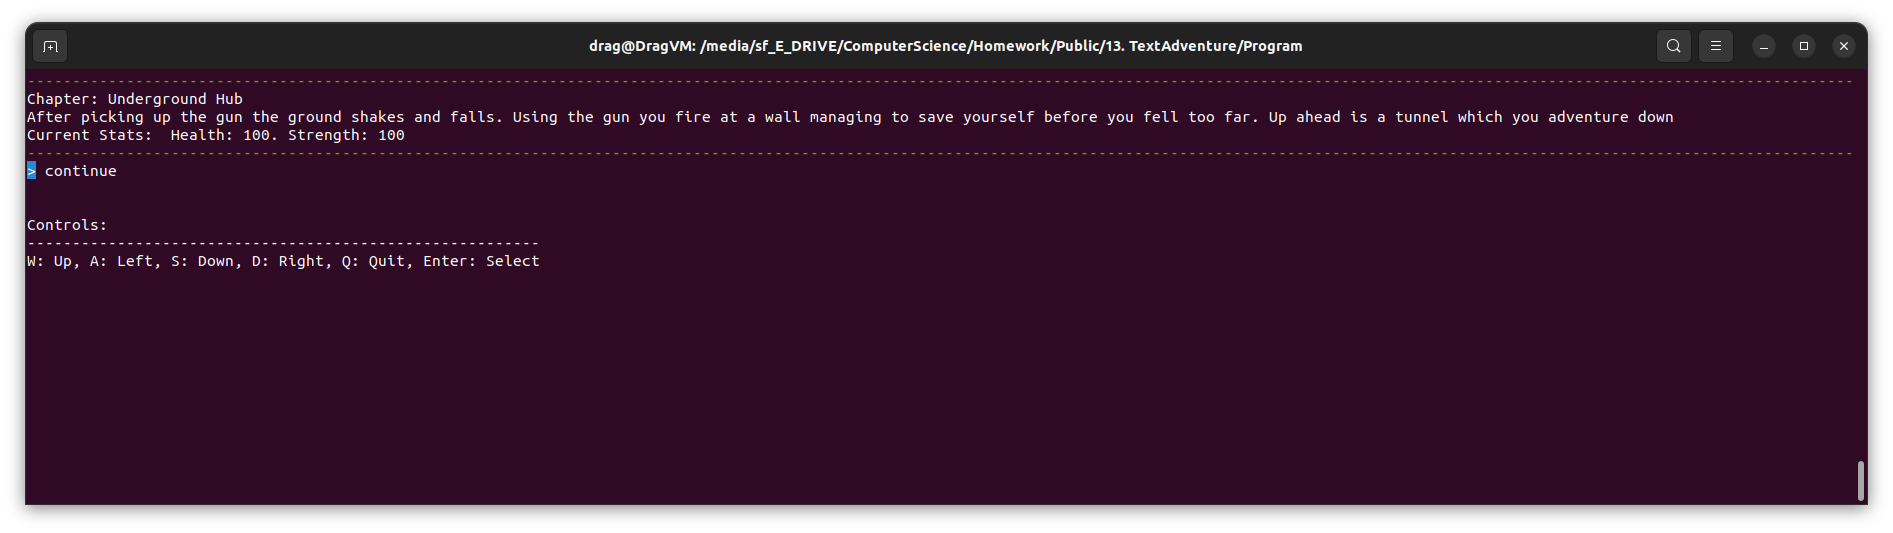 drag@DragVM: /media/sf_E_DRIVE/ComputerScience/Homework/Public/13. TextAdventure/Program
-----------------------------------------------------------------------------------------------------------------------------------------------------------------------------------------------------------
Chapter: Underground Hub
After picking up the gun the ground shakes and falls. Using the gun you fire at a wall managing to save yourself before you fell too far. Up ahead is a tunnel which you adventure down
Current Stats:  Health: 100. Strength: 100
-----------------------------------------------------------------------------------------------------------------------------------------------------------------------------------------------------------
> continue
Controls:
---------------------------------------------------------
W: Up, A: Left, S: Down, D: Right, Q: Quit, Enter: Select